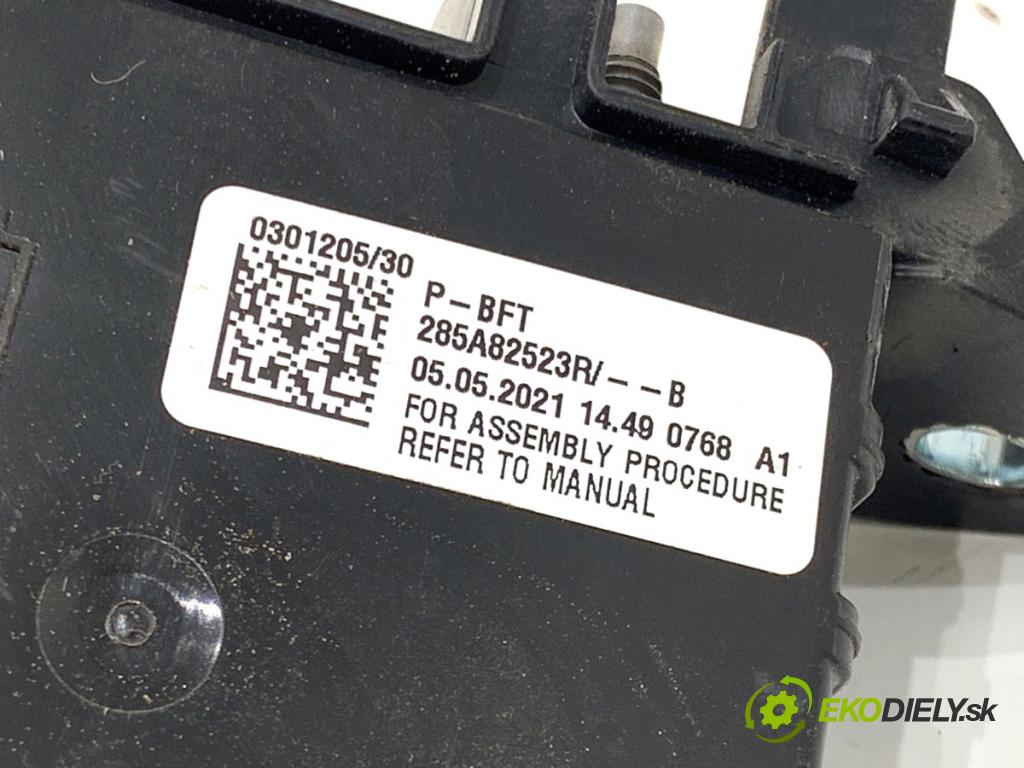 0301205/30
P-BFT
285A82523R/--B
05.05.2021 14.49 0768 A1
FOR ASSEMBLY PROCEDURE
REFER TO MANUAL
EKODIELY.sk